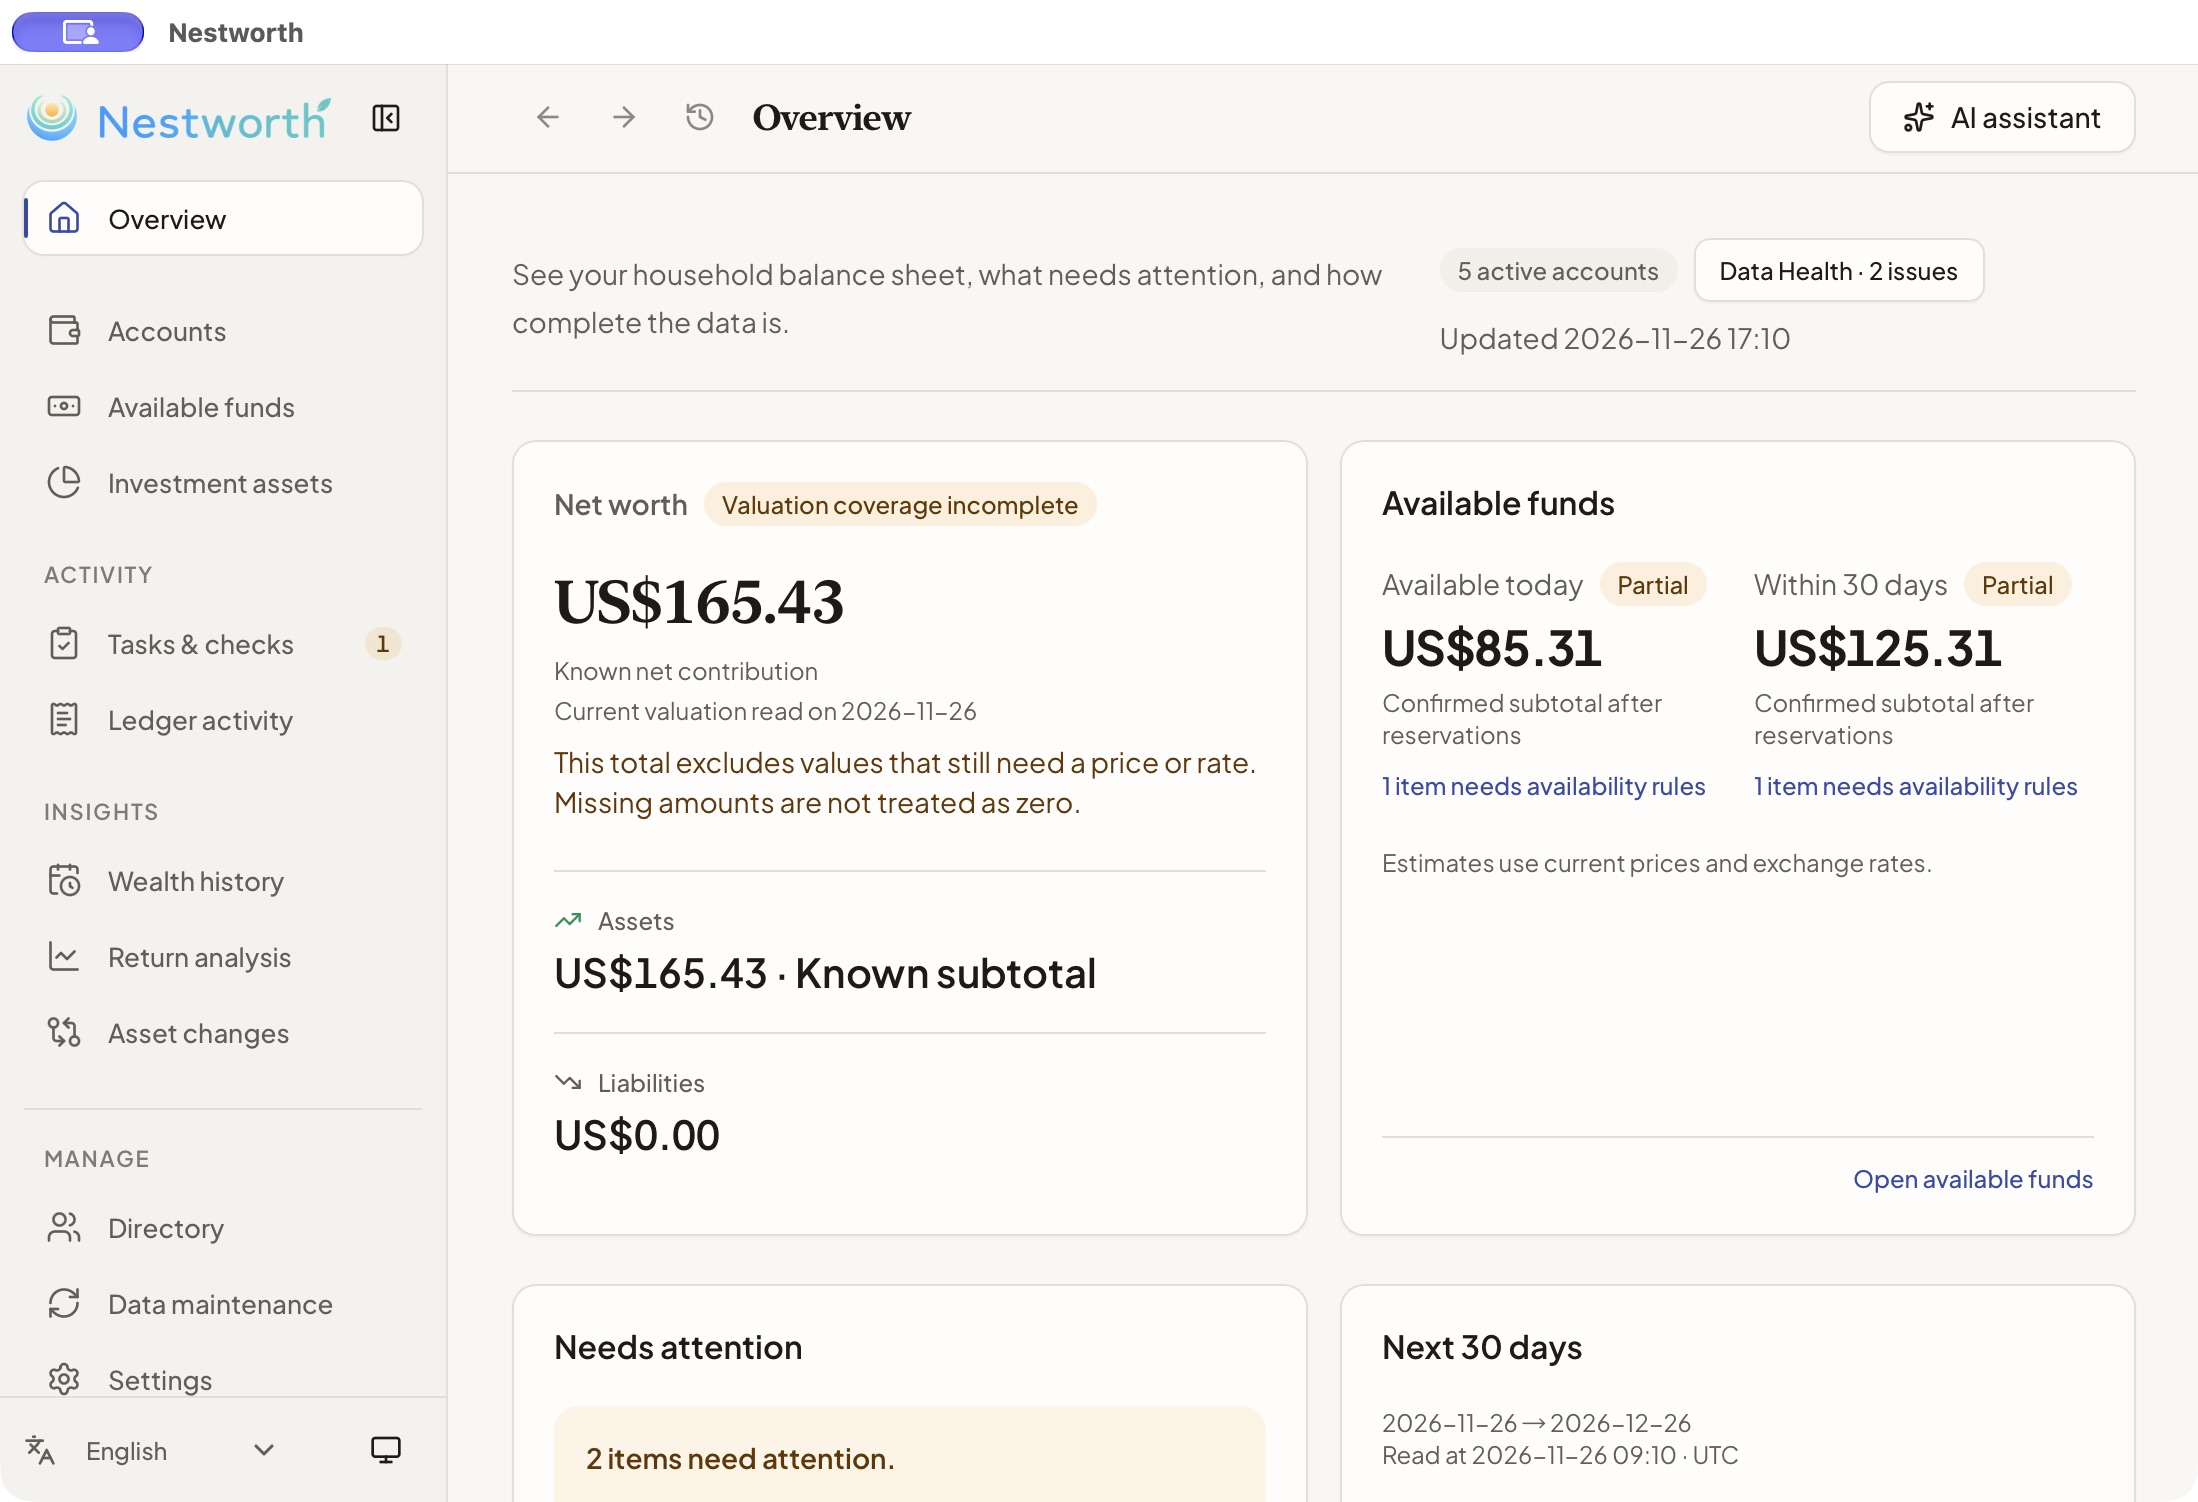 Nestworth
Nestworth
Overview
Accounts
Available funds
Investment assets
ACTIVITY
Tasks & checks
1
Ledger activity
INSIGHTS
Wealth history
Return analysis
Asset changes
MANAGE
Directory
Data maintenance
Settings
English
Overview
AI assistant
See your household balance sheet, what needs attention, and how
complete the data is.
5 active accounts
Data Health · 2 issues
Updated 2026-11-26 17:10
Net worth
Valuation coverage incomplete
US$165.43
Known net contribution
Current valuation read on 2026-11-26
This total excludes values that still need a price or rate.
Missing amounts are not treated as zero.
Assets
US$165.43 · Known subtotal
Liabilities
US$0.00
Available funds
Available today
Partial
US$85.31
Confirmed subtotal after
reservations
1 item needs availability rules
Within 30 days
Partial
US$125.31
Confirmed subtotal after
reservations
1 item needs availability rules
Estimates use current prices and exchange rates.
Open available funds
Needs attention
2 items need attention.
Next 30 days
2026-11-26 → 2026-12-26
Read at 2026-11-26 09:10 · UTC